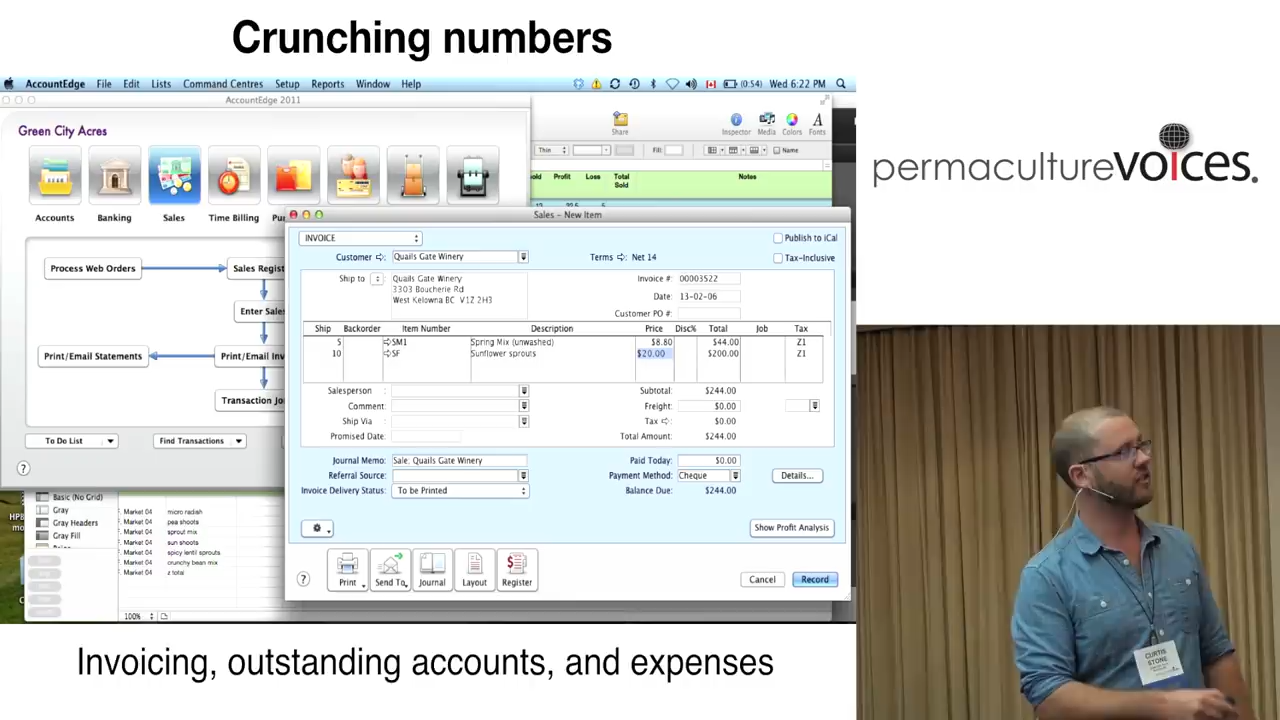 Crunching numbers
AccountEdge File Edit Lists Command Centres Setup Reports Window Help (0:54) Wed 6:22 PM
AccountEdge 2011
Green City Acres
Share Inspector Media Colors Fonts
Thin Fill: Name
Profit Loss Total Sold Notes
Accounts Banking Sales Time Billing
Sales – New Item
INVOICE
Publish to iCal
Customer Quails Gate Winery Terms Net 14 Tax-Inclusive
Process Web Orders
Enter Sales
Print/Email Statements
To Do List Find Transactions
Ship to Quails Gate Winery
3303 Boucherie Rd
West Kelowna BC V1Z 2H3
Invoice #: 00003522
Date: 13-02-06
Customer PO #:
Ship Backorder Item Number Description Price Disc% Total Job Tax
5 SM1 Spring Mix (unwashed) $8.80 $44.00 Z1
10 SF Sunflower sprouts $20.00 $200.00 Z1
Salesperson : Subtotal: $244.00
Comment: Freight: $0.00
Ship Via Tax : $0.00
Promised Date: Total Amount: $244.00
Journal Memo: Sale: Quails Gate Winery Paid Today: $0.00
Referral Source: Payment Method: Cheque Details...
Invoice Delivery Status: To be Printed Balance Due: $244.00
Show Profit Analysis
Print Send To Journal Layout Register
Cancel Record
Basic (No Grid)
Gray
Gray Headers
Gray Fill
Market 04 micro radish
Market 04 pea shoots
Market 04 sprout mix
Market 04 sun shoots
Market 04 spicy lentil sprouts
Market 04 crunchy bean mix
Market 04 z total
100%
Invoicing, outstanding accounts, and expenses
permacultureVOICES.
CURTIS
STONE